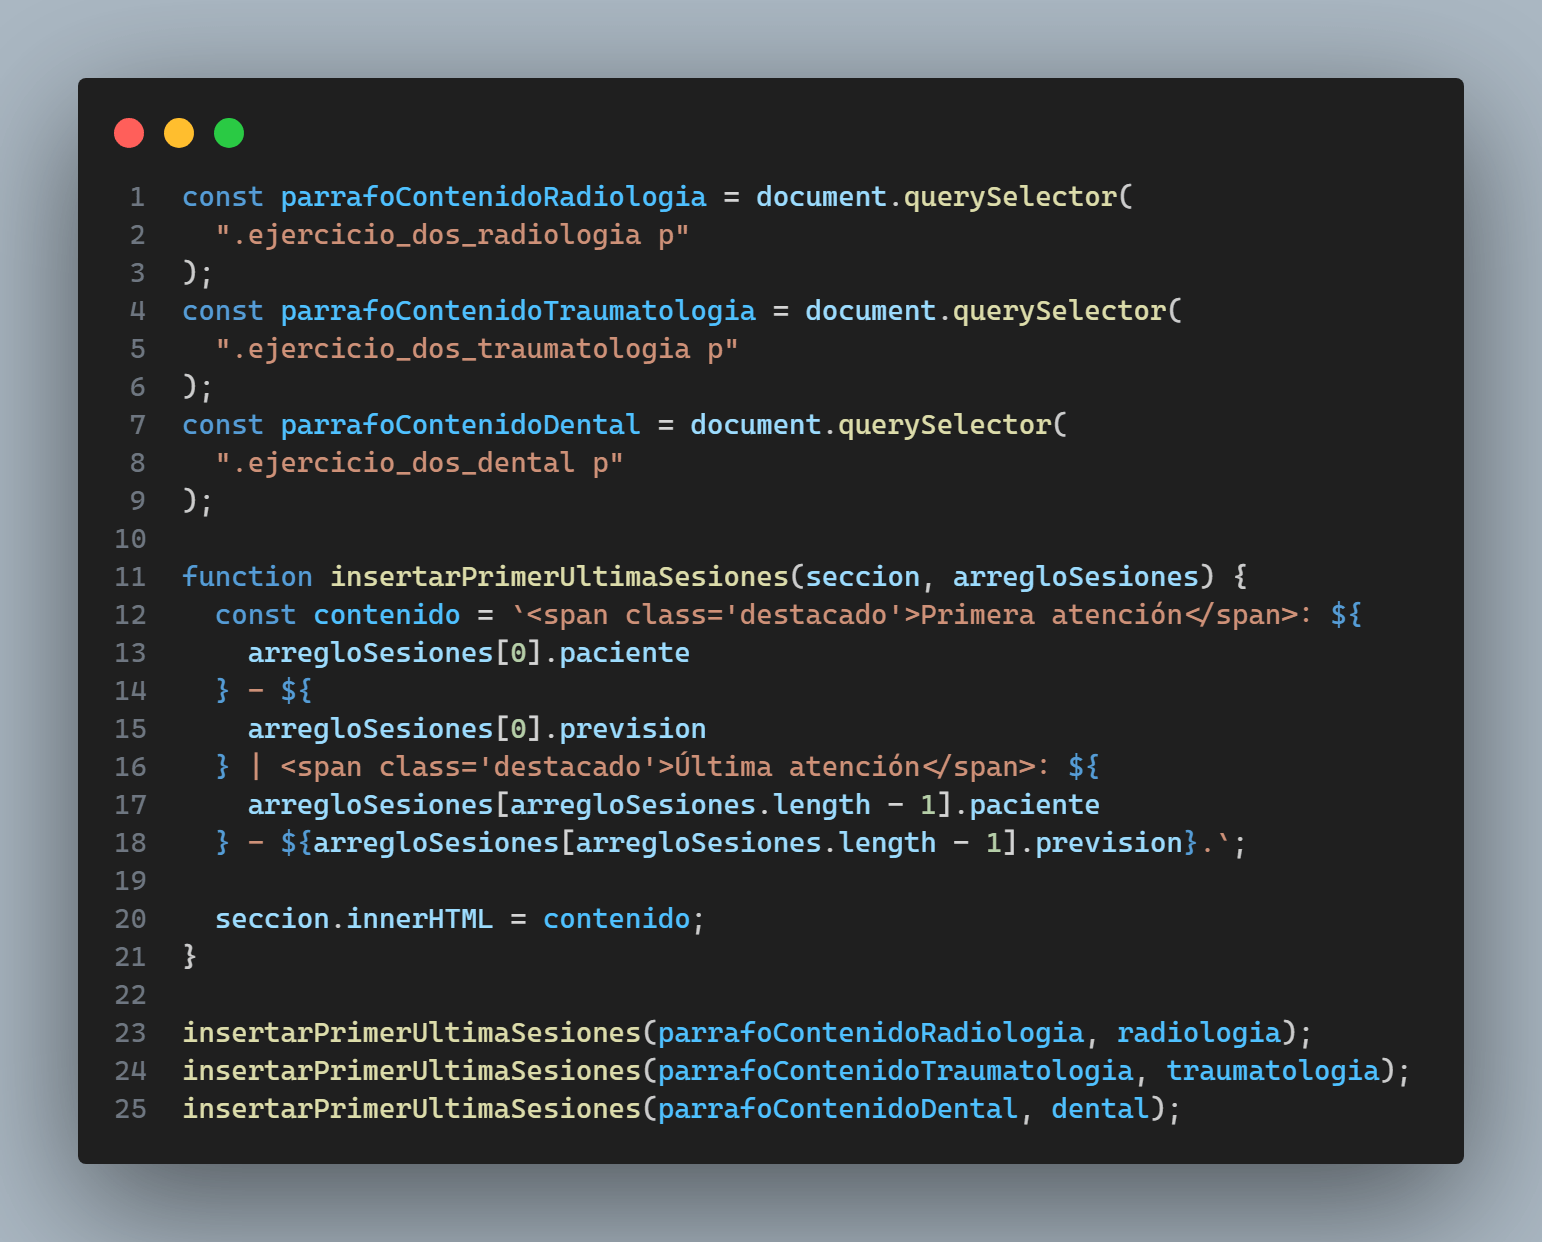 1 const parrafoContenidoRadiologia = document.querySelector(
2   ".ejercicio_dos_radiologia p"
3 );
4 const parrafoContenidoTraumatologia = document.querySelector(
5   ".ejercicio_dos_traumatologia p"
6 );
7 const parrafoContenidoDental = document.querySelector(
8   ".ejercicio_dos_dental p"
9 );
10
11 function insertarPrimerUltimaSesiones(seccion, arregloSesiones) {
12   const contenido = `<span class='destacado'>Primera atención</span>: ${
13     arregloSesiones[0].paciente
14   } - ${
15     arregloSesiones[0].prevision
16   } | <span class='destacado'>Última atención</span>: ${
17     arregloSesiones[arregloSesiones.length - 1].paciente
18   } - ${arregloSesiones[arregloSesiones.length - 1].prevision}.`;
19
20   seccion.innerHTML = contenido;
21 }
22
23 insertarPrimerUltimaSesiones(parrafoContenidoRadiologia, radiologia);
24 insertarPrimerUltimaSesiones(parrafoContenidoTraumatologia, traumatologia);
25 insertarPrimerUltimaSesiones(parrafoContenidoDental, dental);